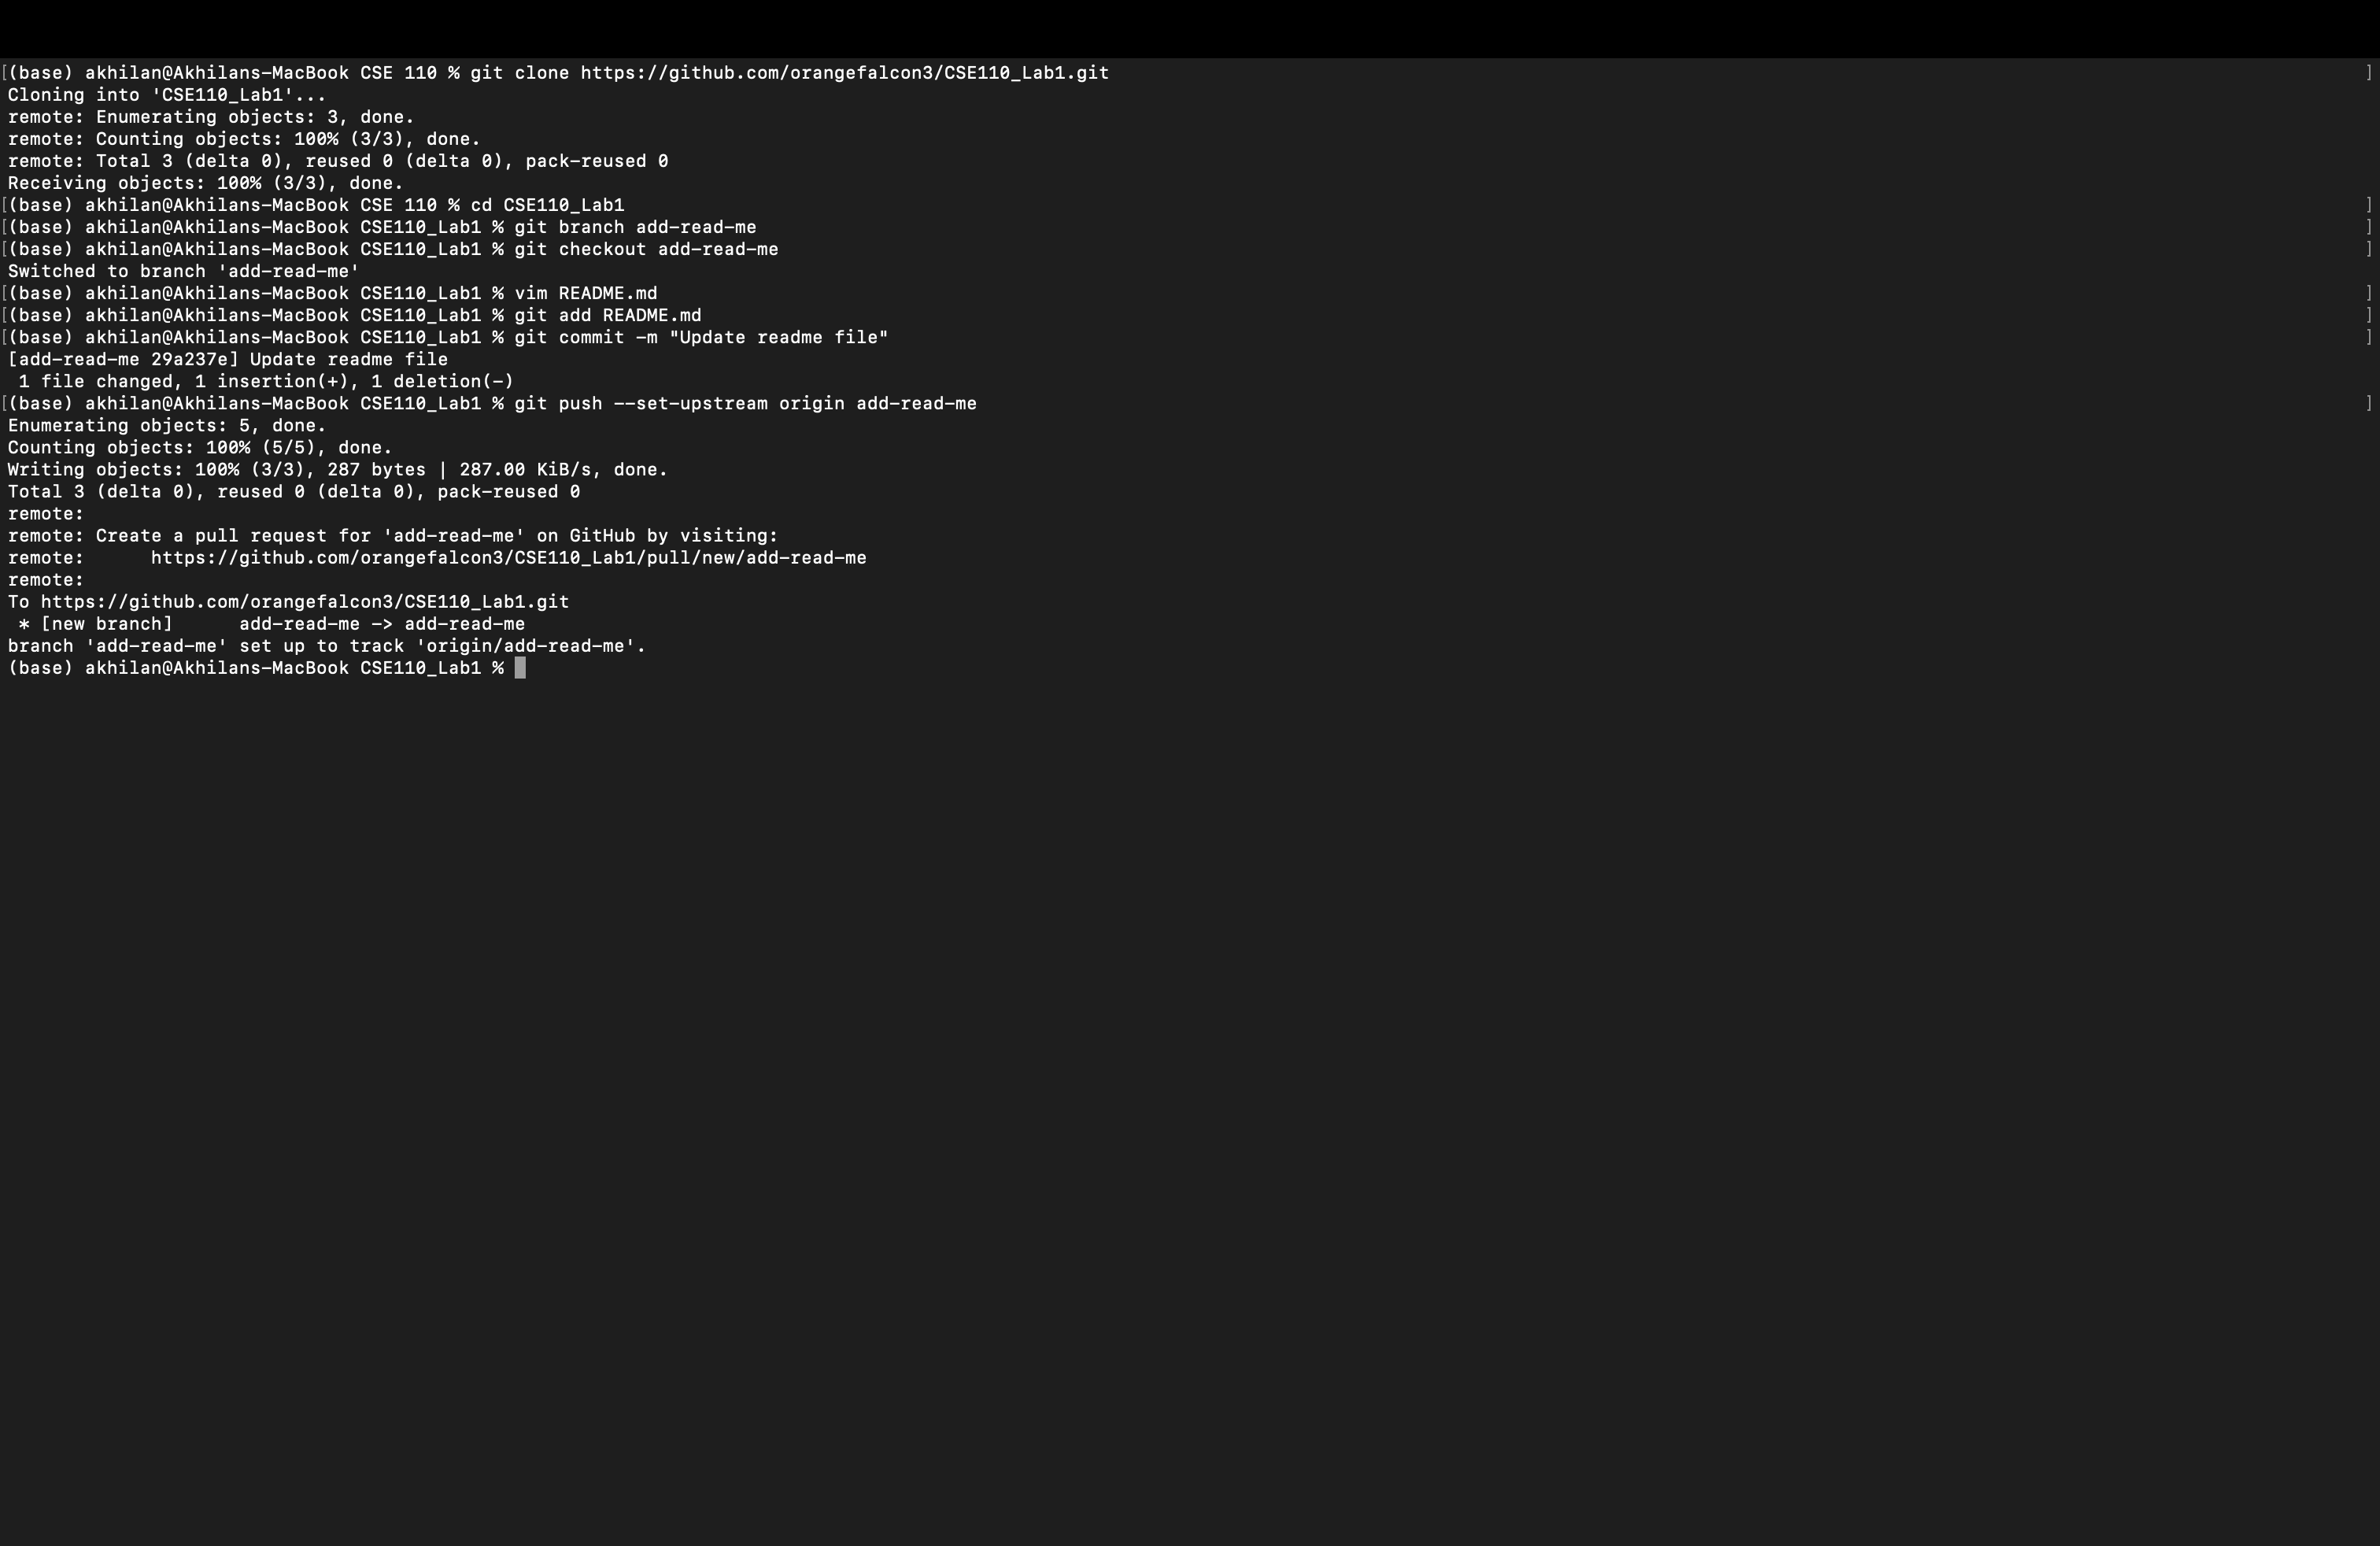 [(base) akhilan@Akhilans-MacBook CSE 110 % git clone https://github.com/orangefalcon3/CSE110_Lab1.git ]
Cloning into 'CSE110_Lab1'...
remote: Enumerating objects: 3, done.
remote: Counting objects: 100% (3/3), done.
remote: Total 3 (delta 0), reused 0 (delta 0), pack-reused 0
Receiving objects: 100% (3/3), done.
[(base) akhilan@Akhilans-MacBook CSE 110 % cd CSE110_Lab1 ]
[(base) akhilan@Akhilans-MacBook CSE110_Lab1 % git branch add-read-me ]
[(base) akhilan@Akhilans-MacBook CSE110_Lab1 % git checkout add-read-me ]
Switched to branch 'add-read-me'
[(base) akhilan@Akhilans-MacBook CSE110_Lab1 % vim README.md ]
[(base) akhilan@Akhilans-MacBook CSE110_Lab1 % git add README.md ]
[(base) akhilan@Akhilans-MacBook CSE110_Lab1 % git commit -m "Update readme file" ]
[add-read-me 29a237e] Update readme file
 1 file changed, 1 insertion(+), 1 deletion(-)
[(base) akhilan@Akhilans-MacBook CSE110_Lab1 % git push --set-upstream origin add-read-me ]
Enumerating objects: 5, done.
Counting objects: 100% (5/5), done.
Writing objects: 100% (3/3), 287 bytes | 287.00 KiB/s, done.
Total 3 (delta 0), reused 0 (delta 0), pack-reused 0
remote:
remote: Create a pull request for 'add-read-me' on GitHub by visiting:
remote:      https://github.com/orangefalcon3/CSE110_Lab1/pull/new/add-read-me
remote:
To https://github.com/orangefalcon3/CSE110_Lab1.git
 * [new branch]      add-read-me -> add-read-me
branch 'add-read-me' set up to track 'origin/add-read-me'.
(base) akhilan@Akhilans-MacBook CSE110_Lab1 %